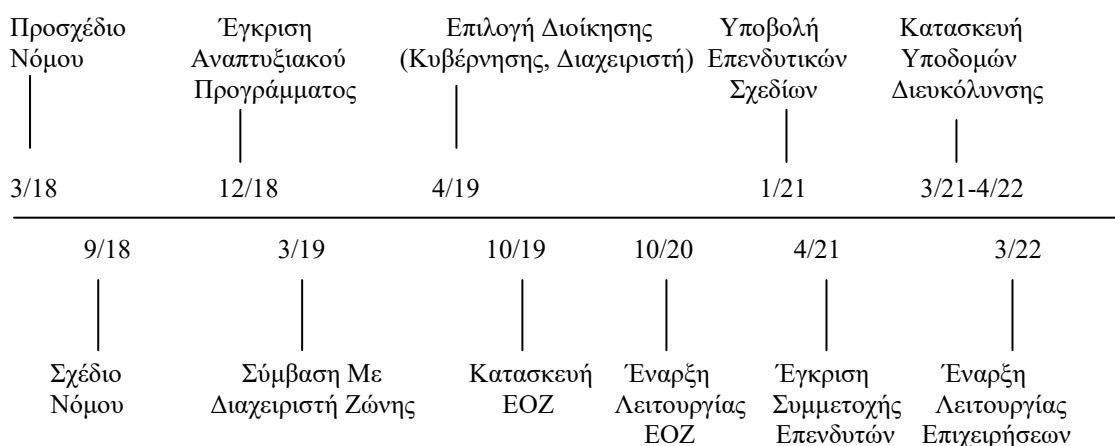 Προσχέδιο Έγκριση Επιλογή Διοίκησης Υποβολή Κατασκευή
Νόμου Αναπτυξιακού (Κυβέρνησης, Διαχειριστή) Επενδυτικών Υποδομών
Προγράμματος Σχεδίων Διευκόλυνσης
3/18 12/18 4/19 1/21 3/21-4/22
9/18 3/19 10/19 10/20 4/21 3/22
Σχέδιο Σύμβαση Με Κατασκευή Έναρξη Έγκριση Έναρξη
Νόμου Διαχειριστή Ζώνης ΕΟΖ Λειτουργίας Συμμετοχής Λειτουργίας
ΕΟΖ Επενδυτών Επιχειρήσεων